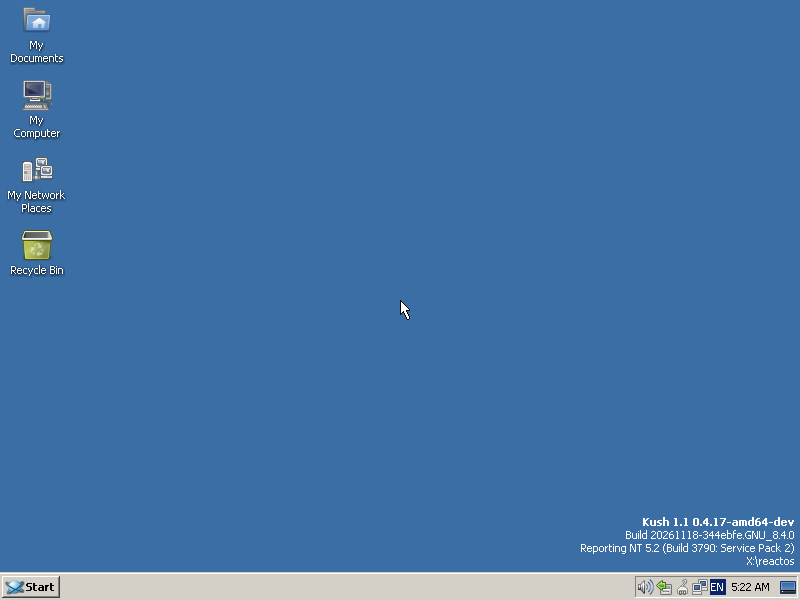 My
Documents
My
Computer
My Network
Places
Recycle Bin
Kush 1.1 0.4.17-amd64-dev
Build 20261118-344ebfe.GNU_8.4.0
Reporting NT 5.2 (Build 3790: Service Pack 2)
X:\reactos
Start
EN
5:22 AM